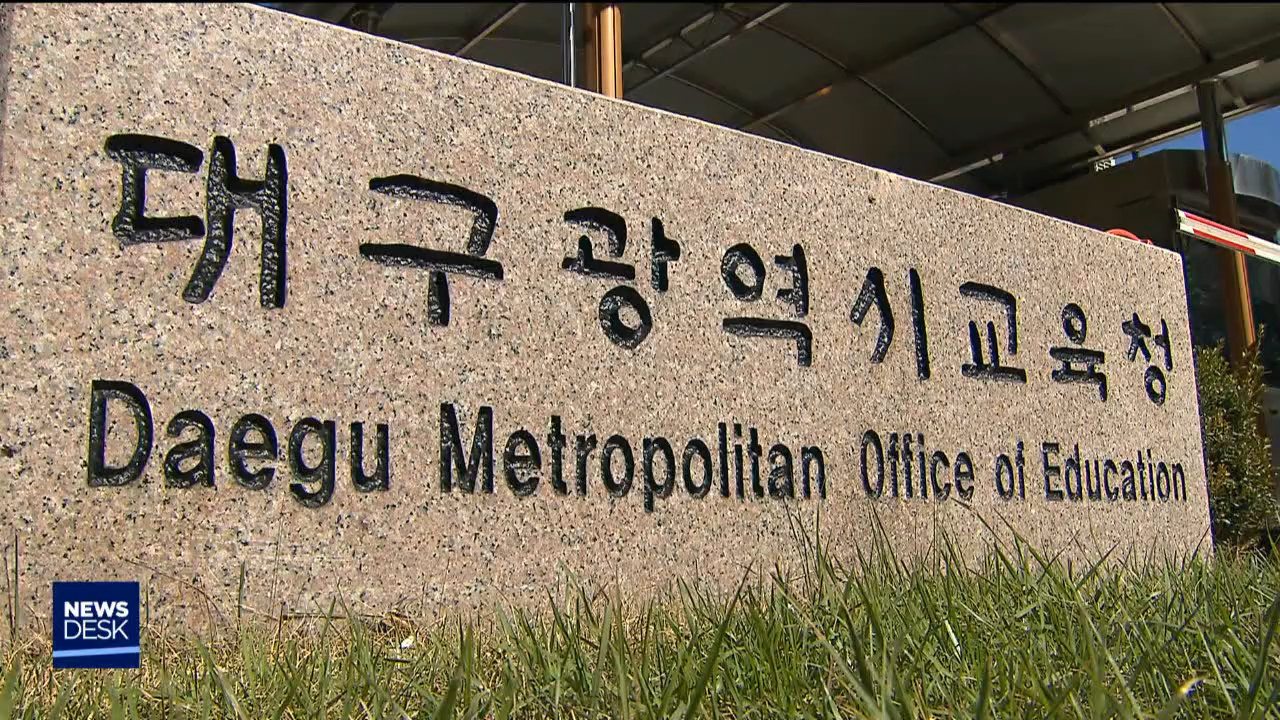 대구광역시교육청
Daegu Metropolitan Office of Education
NEWS
DESK